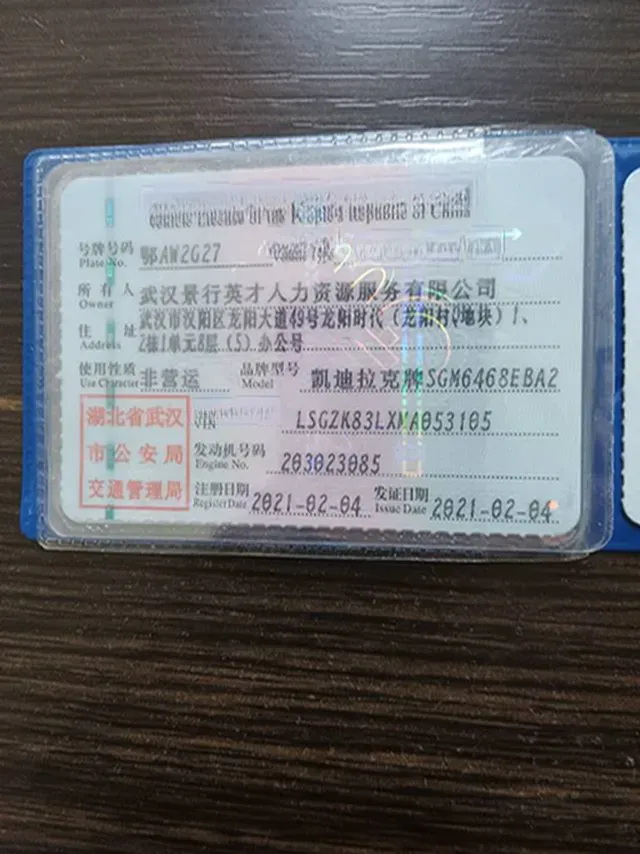 号牌号码 鄂AW2G27
Plate No.
所有人 武汉景行英才人力资源服务有限公司
Owner
住址 武汉市汉阳区龙阳大道49号龙阳时代(龙阳村Q地块)1、
Address 2栋1单元8层(5)办公号
使用性质 非营运 品牌型号 凯迪拉克牌SGM6468EBA2
Use Character Model
湖北省武汉
市公安局
交通管理局
VIN LSGZK83LXMA053105
发动机号码 203023085
Engine No.
注册日期 2021-02-04 发证日期 2021-02-04
Register Date Issue Date